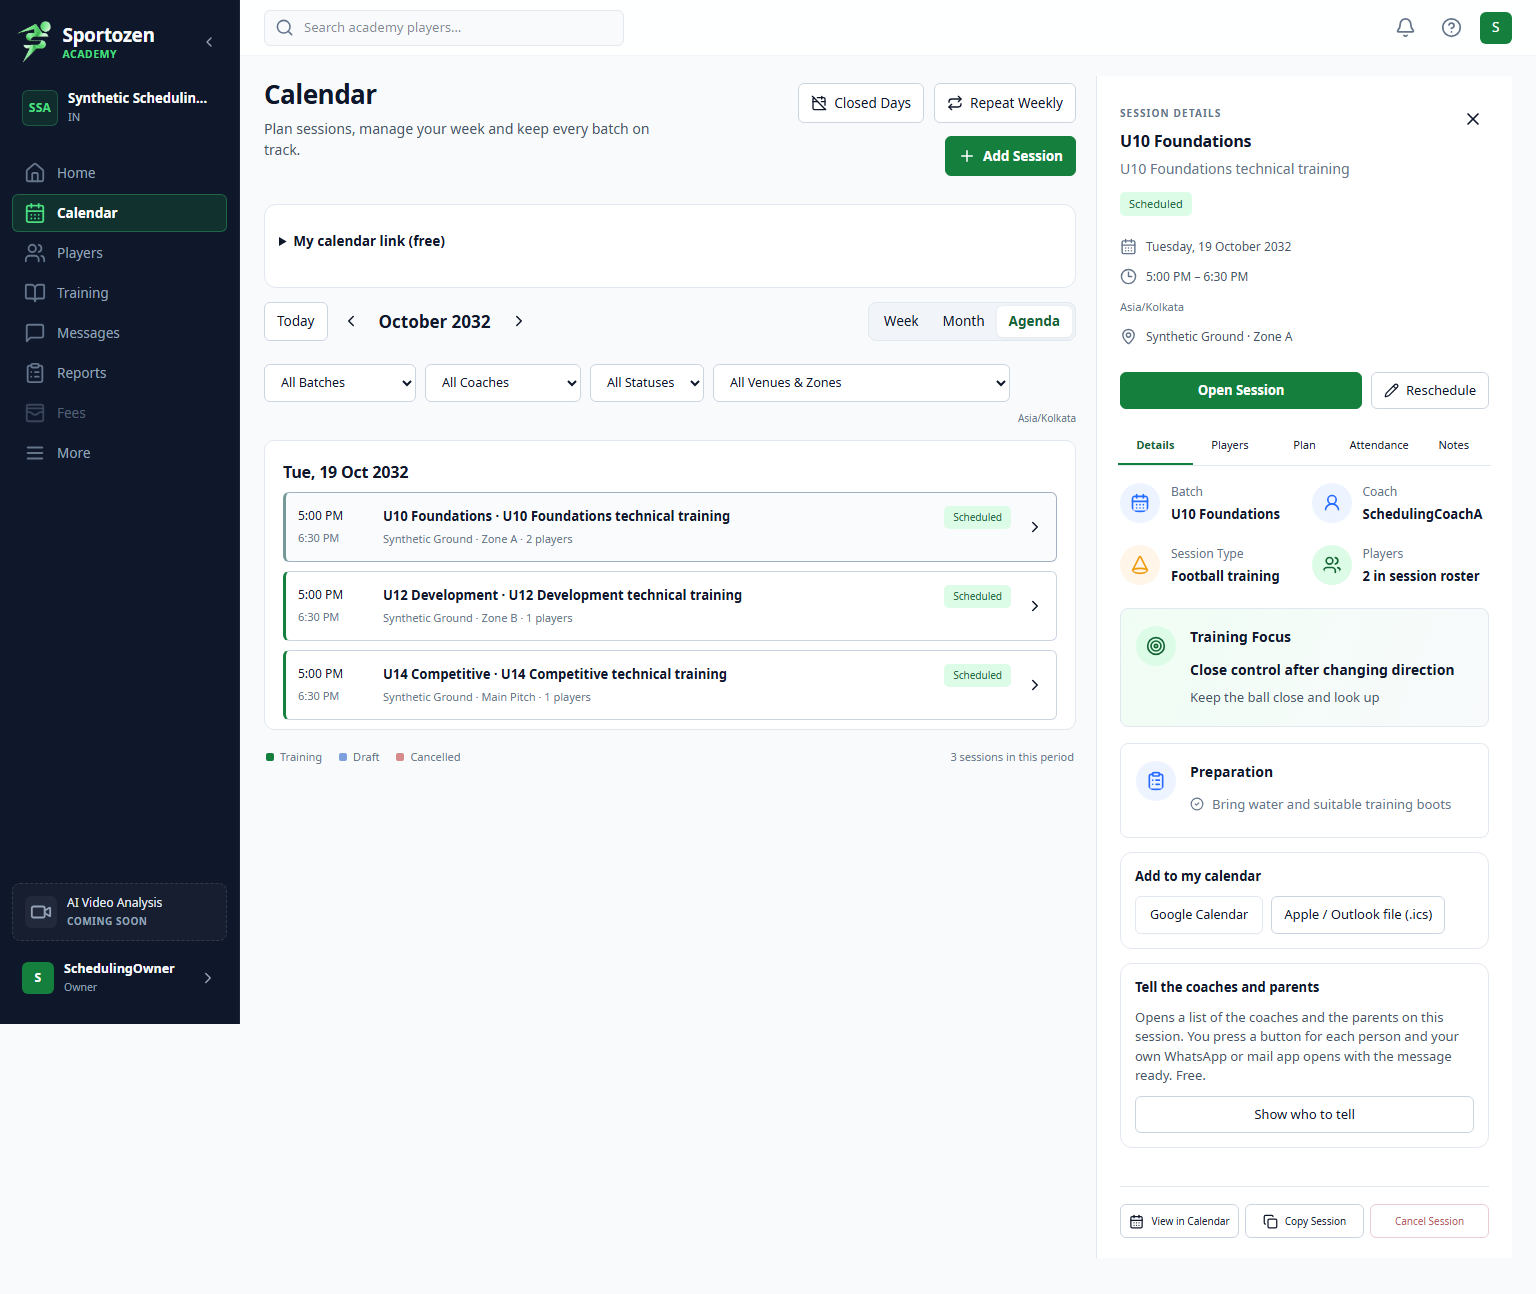 Sportozen
ACADEMY
SSA
Synthetic Schedulin...
IN
Home
Calendar
Players
Training
Messages
Reports
Fees
More
AI Video Analysis
COMING SOON
S
SchedulingOwner
Owner
Search academy players...
S
Calendar
Plan sessions, manage your week and keep every batch on
track.
Closed Days
Repeat Weekly
Add Session
My calendar link (free)
Today
October 2032
Week
Month
Agenda
All Batches
All Coaches
All Statuses
All Venues & Zones
Asia/Kolkata
Tue, 19 Oct 2032
5:00 PM
6:30 PM
U10 Foundations · U10 Foundations technical training
Synthetic Ground · Zone A · 2 players
Scheduled
5:00 PM
6:30 PM
U12 Development · U12 Development technical training
Synthetic Ground · Zone B · 1 players
Scheduled
5:00 PM
6:30 PM
U14 Competitive · U14 Competitive technical training
Synthetic Ground · Main Pitch · 1 players
Scheduled
Training
Draft
Cancelled
3 sessions in this period
SESSION DETAILS
U10 Foundations
U10 Foundations technical training
Scheduled
Tuesday, 19 October 2032
5:00 PM – 6:30 PM
Asia/Kolkata
Synthetic Ground · Zone A
Open Session
Reschedule
Details
Players
Plan
Attendance
Notes
Batch
U10 Foundations
Coach
SchedulingCoachA
Session Type
Football training
Players
2 in session roster
Training Focus
Close control after changing direction
Keep the ball close and look up
Preparation
Bring water and suitable training boots
Add to my calendar
Google Calendar
Apple / Outlook file (.ics)
Tell the coaches and parents
Opens a list of the coaches and the parents on this
session. You press a button for each person and your
own WhatsApp or mail app opens with the message
ready. Free.
Show who to tell
View in Calendar
Copy Session
Cancel Session